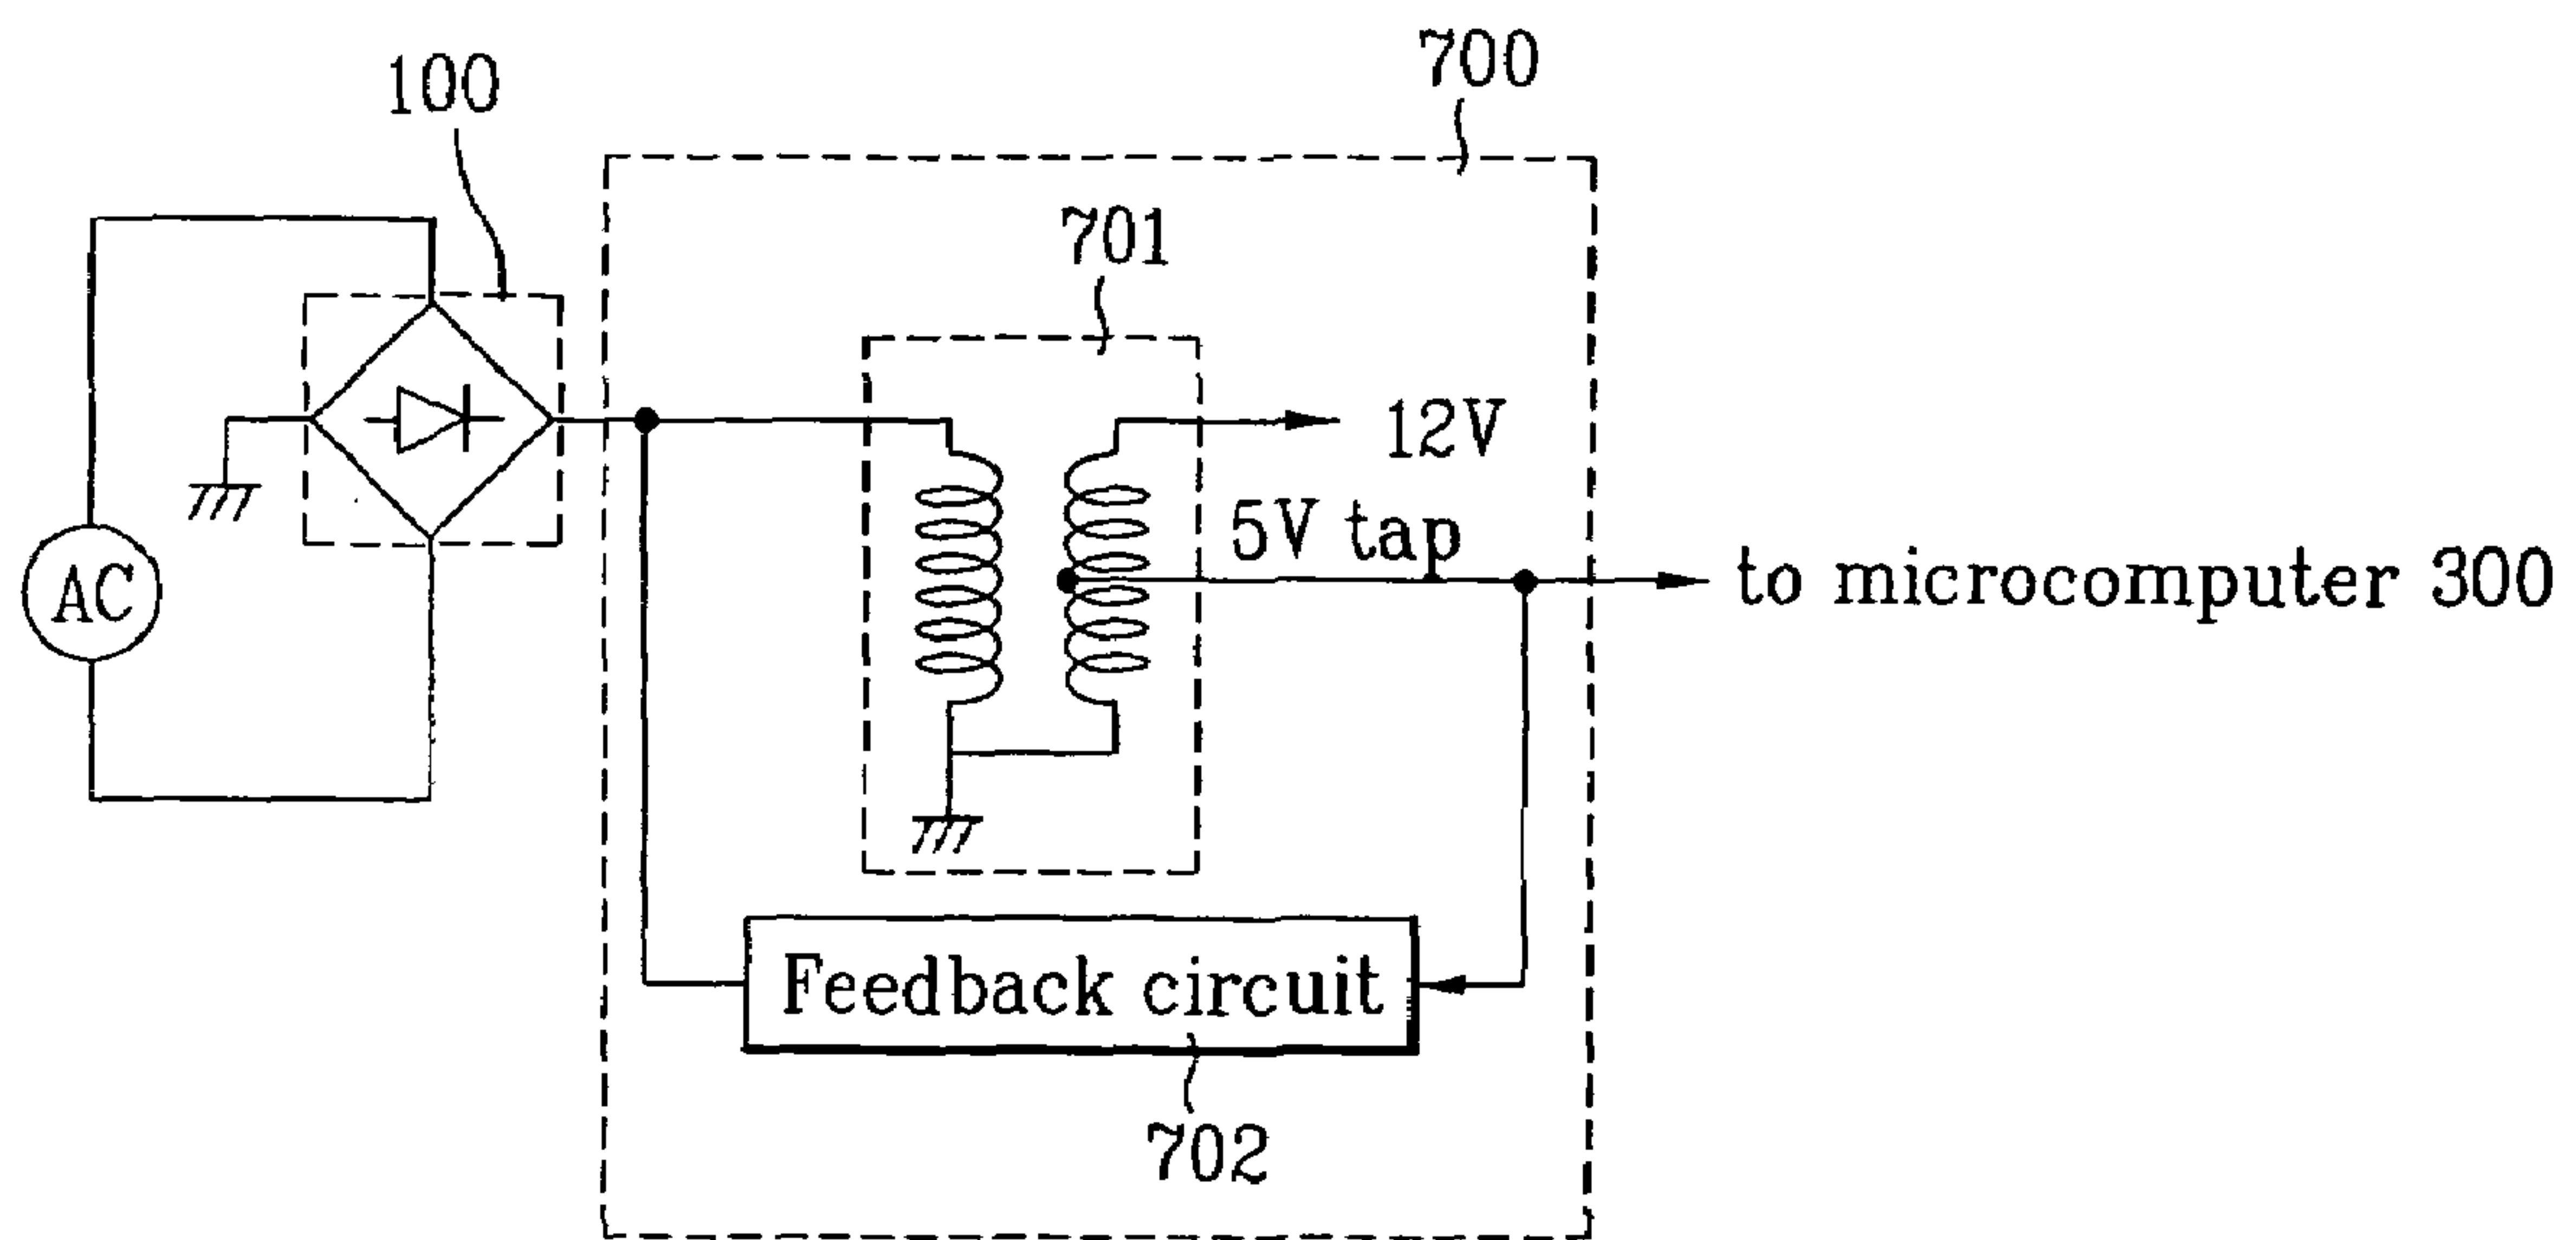 700
100
701
12V
5V tap
to microcomputer 300
AC
Feedback circuit
702